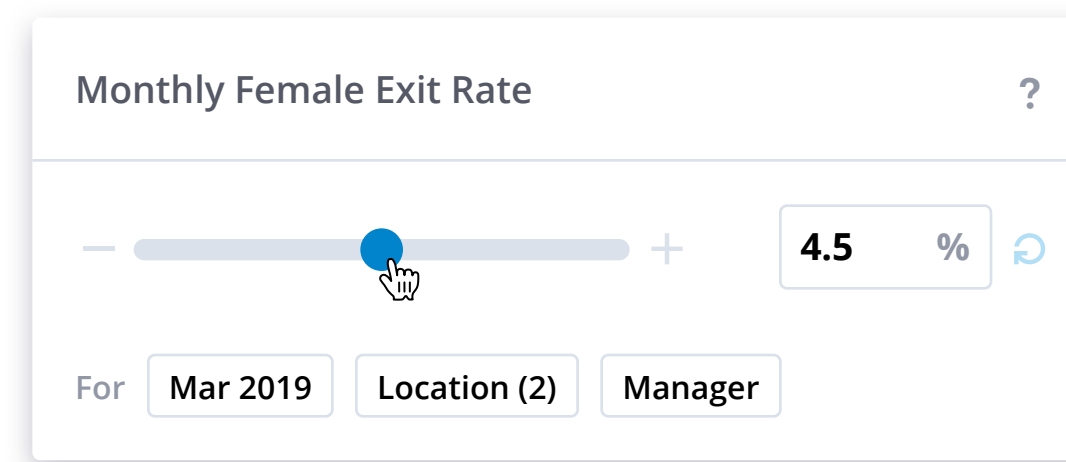 Monthly Female Exit Rate ?
− + 4.5 %
For Mar 2019 Location (2) Manager